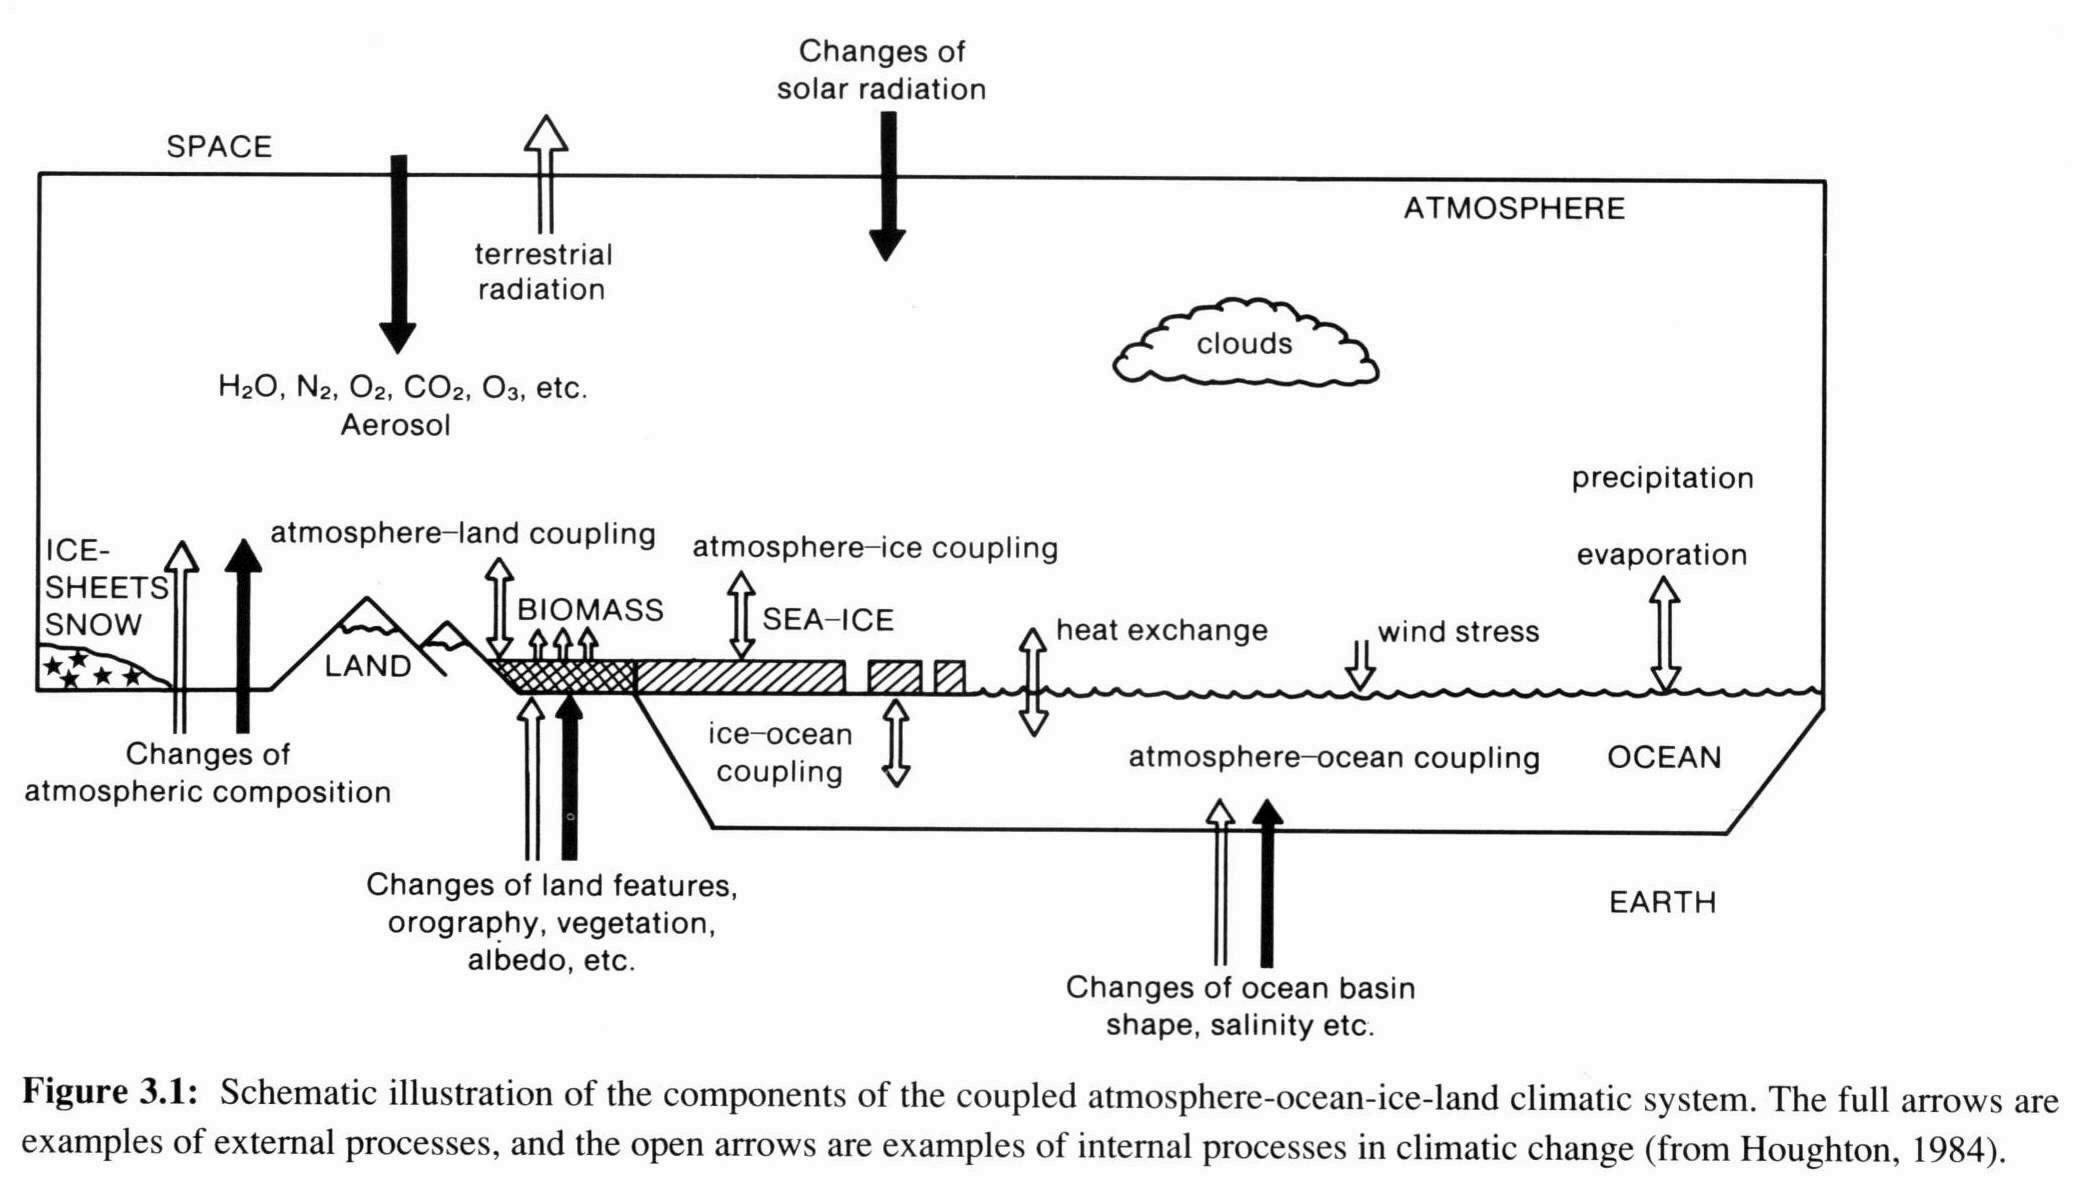 Changes of
solar radiation
SPACE
ATMOSPHERE
terrestrial
radiation
clouds
H₂O, N₂, O₂, CO₂, O₃, etc.
Aerosol
precipitation
evaporation
atmosphere–land coupling
atmosphere–ice coupling
ICE-
SHEETS
SNOW
BIOMASS
SEA–ICE
heat exchange
wind stress
LAND
ice–ocean
coupling
atmosphere–ocean coupling
OCEAN
Changes of
atmospheric composition
Changes of land features,
orography, vegetation,
albedo, etc.
EARTH
Changes of ocean basin
shape, salinity etc.
Figure 3.1: Schematic illustration of the components of the coupled atmosphere-ocean-ice-land climatic system. The full arrows are
examples of external processes, and the open arrows are examples of internal processes in climatic change (from Houghton, 1984).